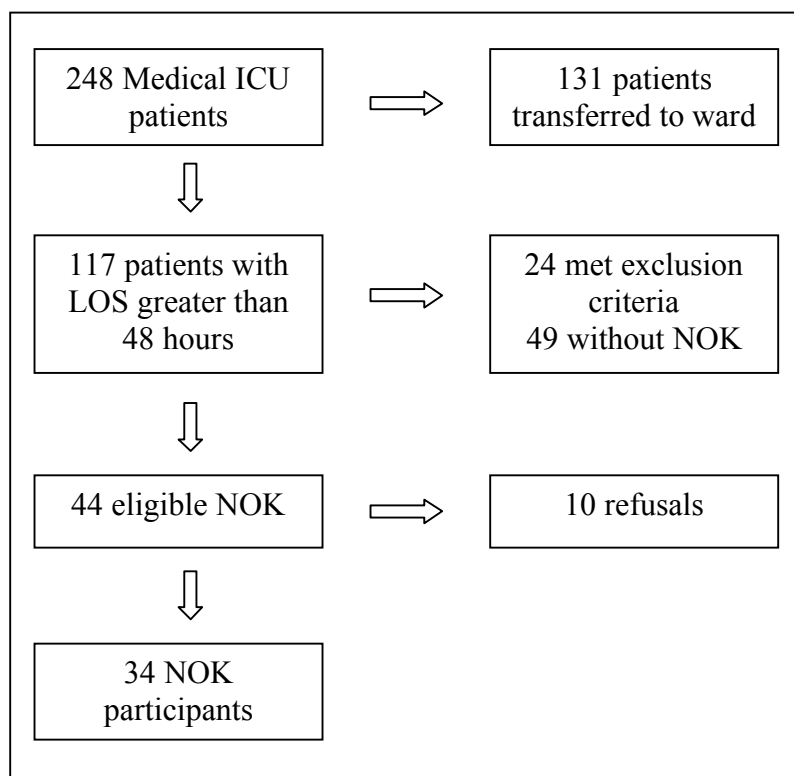 248 Medical ICU
patients
131 patients
transferred to ward
117 patients with
LOS greater than
48 hours
24 met exclusion
criteria
49 without NOK
44 eligible NOK
10 refusals
34 NOK
participants